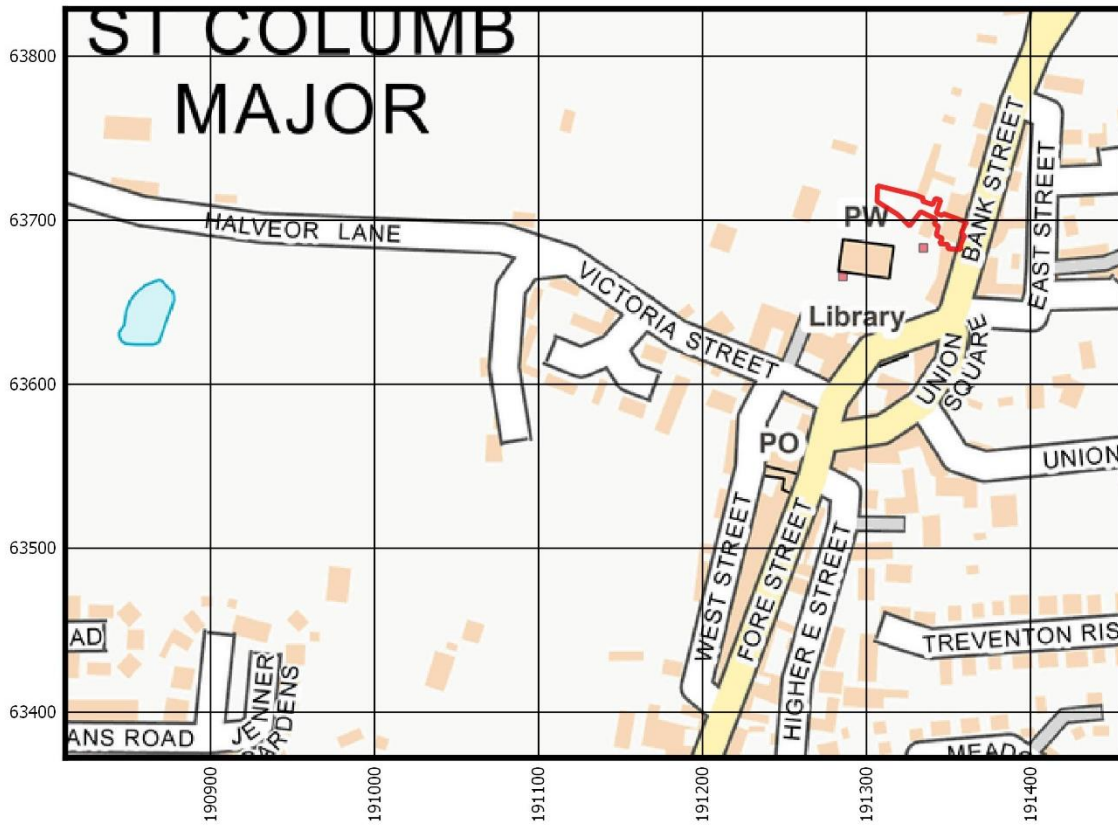 ST COLUMB
MAJOR
63800
63700
63600
63500
63400
HALVEOR LANE
VICTORIA STREET
PW
Library
BANK STREET
EAST STREET
UNION
SQUARE
PO
UNION
WEST STREET
FORE STREET
HIGHER E STREET
TREVENTON RIS
AD
ANS ROAD
JENNER
GARDENS
MEAD
190900
191000
191100
191200
191300
191400